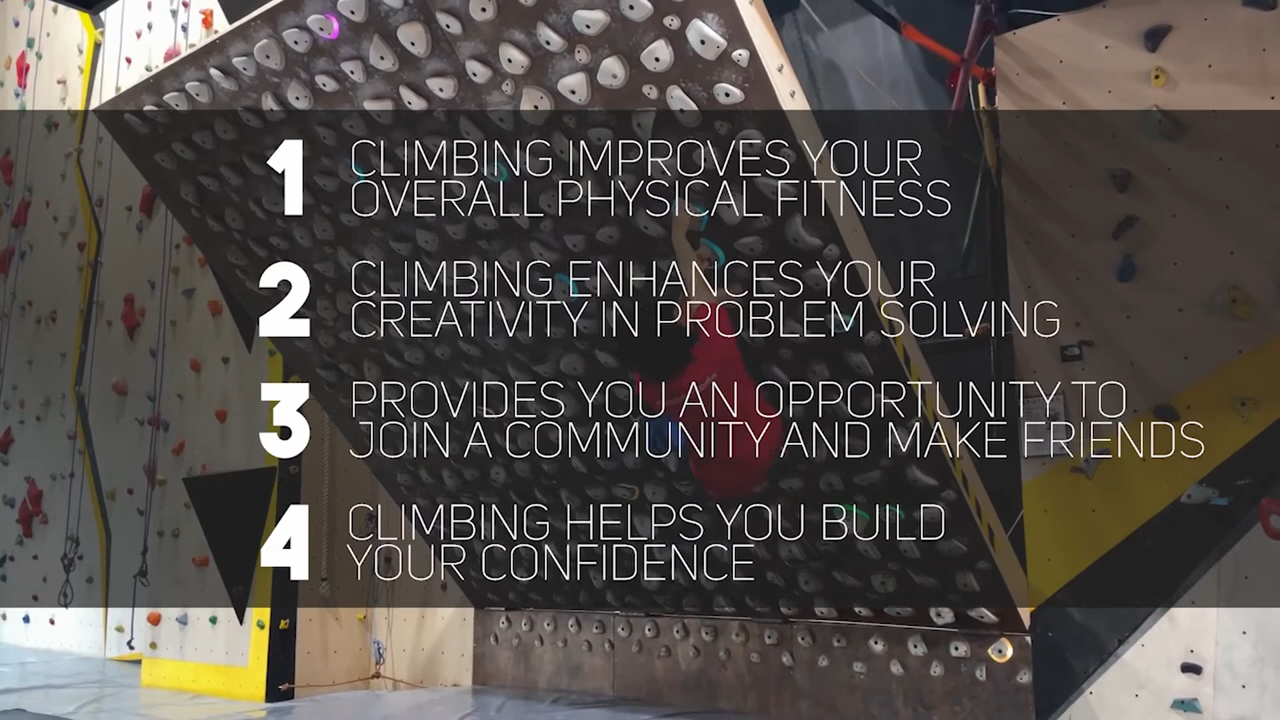 1 CLIMBING IMPROVES YOUR
OVERALL PHYSICAL FITNESS
2 CLIMBING ENHANCES YOUR
CREATIVITY IN PROBLEM SOLVING
3 PROVIDES YOU AN OPPORTUNITY TO
JOIN A COMMUNITY AND MAKE FRIENDS
4 CLIMBING HELPS YOU BUILD
YOUR CONFIDENCE